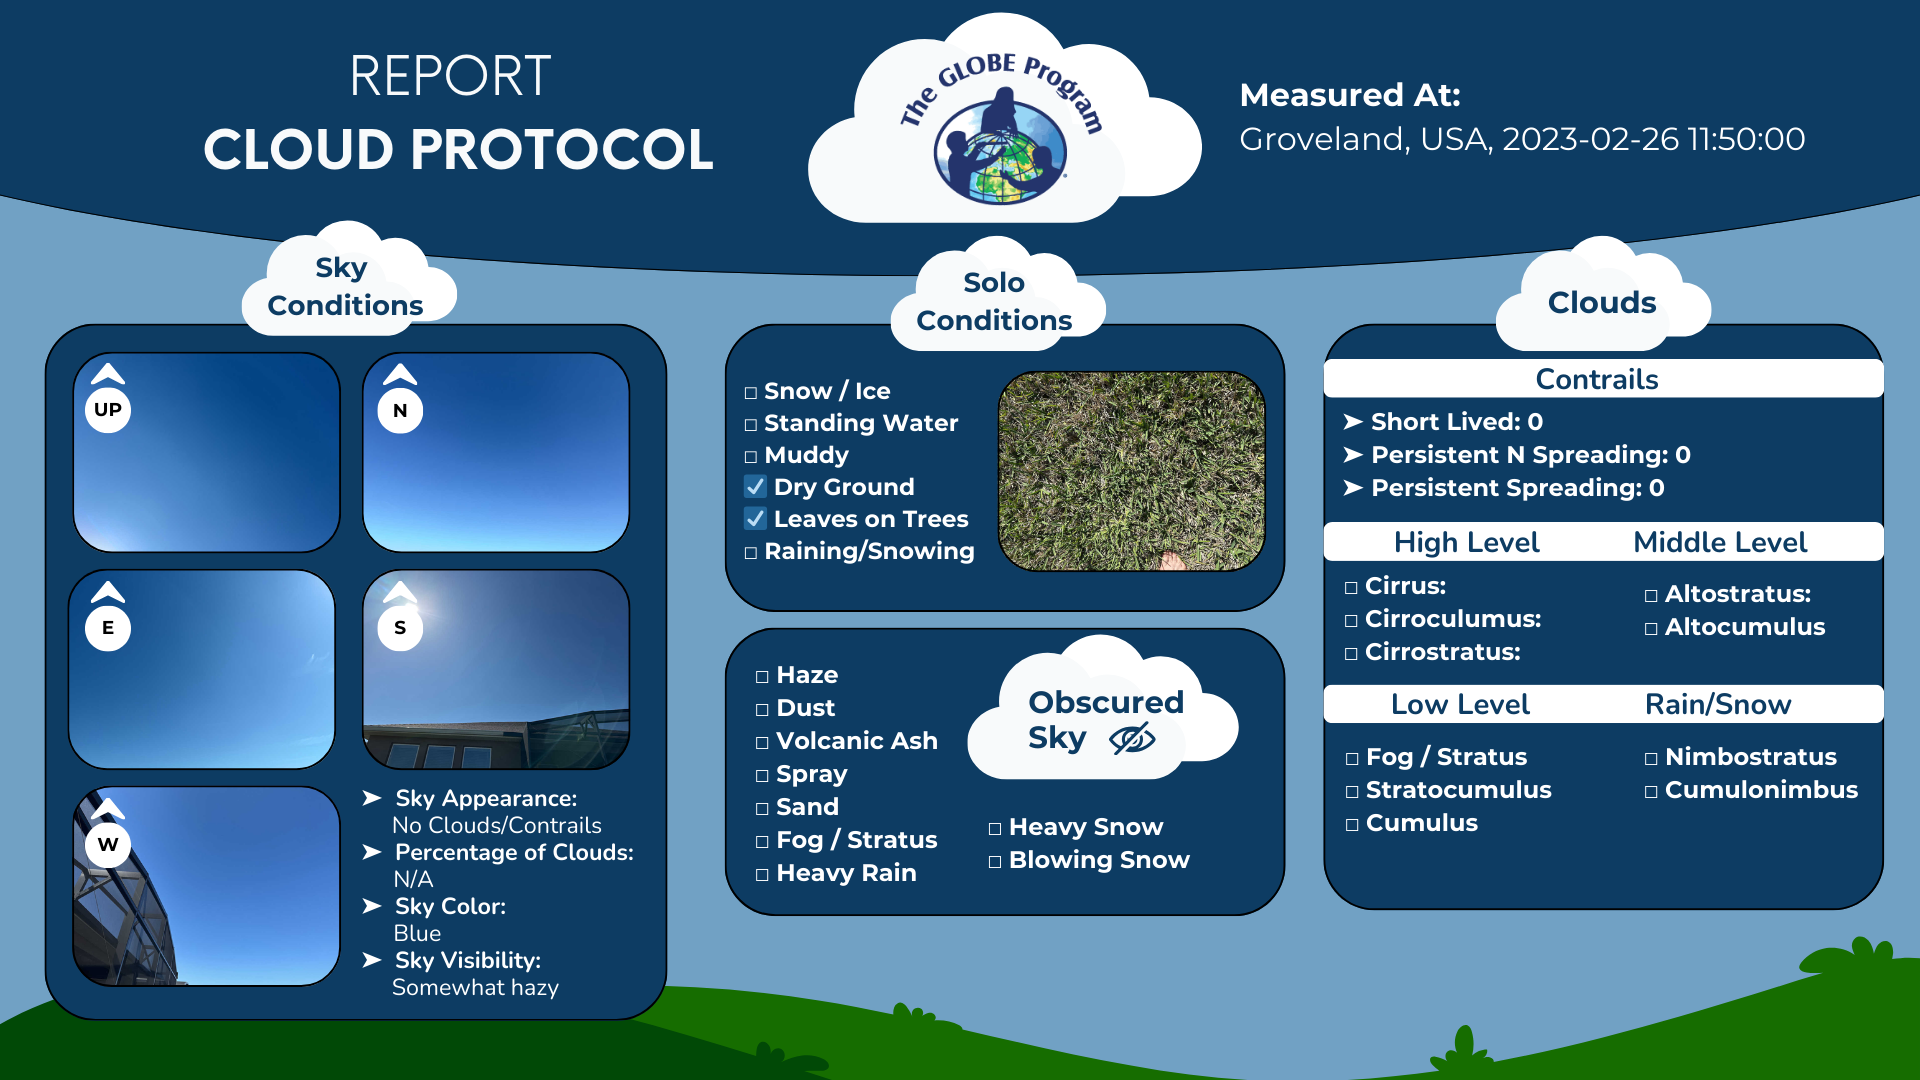 REPORT
CLOUD PROTOCOL
The GLOBE Program
Measured At:
Groveland, USA, 2023-02-26 11:50:00
Sky
Conditions
UP
N
E
S
W
➤ Sky Appearance:
No Clouds/Contrails
➤ Percentage of Clouds:
N/A
➤ Sky Color:
Blue
➤ Sky Visibility:
Somewhat hazy
Solo
Conditions
□ Snow / Ice
□ Standing Water
□ Muddy
☑ Dry Ground
☑ Leaves on Trees
□ Raining/Snowing
Obscured
Sky
□ Haze
□ Dust
□ Volcanic Ash
□ Spray
□ Sand
□ Fog / Stratus
□ Heavy Rain
□ Heavy Snow
□ Blowing Snow
Clouds
Contrails
➤ Short Lived: 0
➤ Persistent N Spreading: 0
➤ Persistent Spreading: 0
High Level
□ Cirrus:
□ Cirroculumus:
□ Cirrostratus:
Middle Level
□ Altostratus:
□ Altocumulus
Low Level
□ Fog / Stratus
□ Stratocumulus
□ Cumulus
Rain/Snow
□ Nimbostratus
□ Cumulonimbus